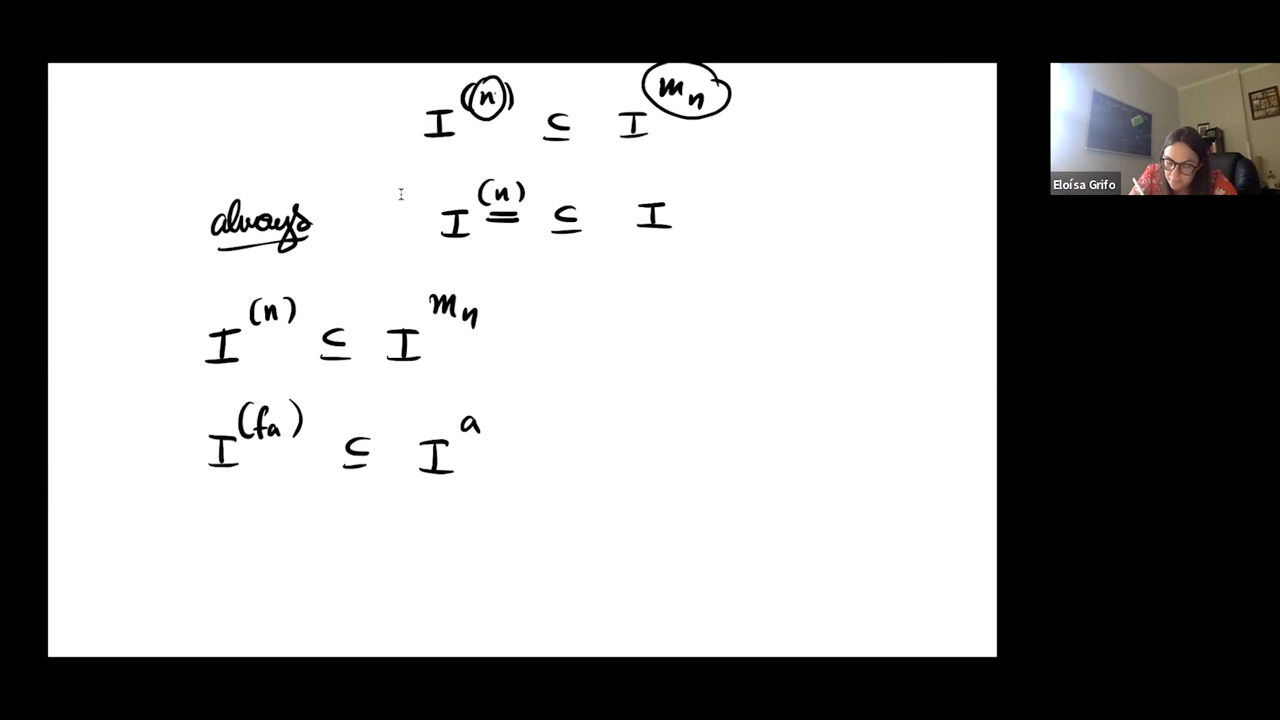 I^(n) ⊆ I^{m_n}
always I^(n) ⊆ I
I^(n) ⊆ I^{m_n}
I^(fa) ⊆ I^a
Eloísa Grifo